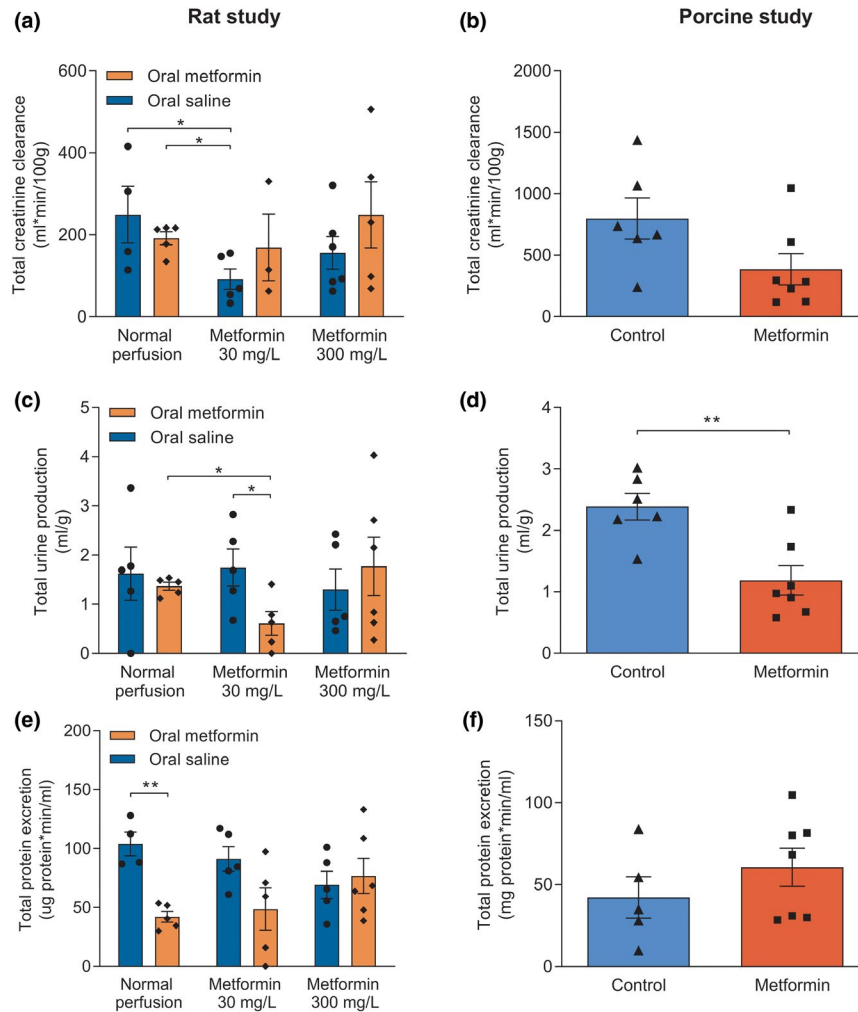 Rat study
Porcine study
(a)
Total creatinine clearance
(ml*min/100g)
600
400
200
0
Oral metformin
Oral saline
*
*
Normal
perfusion
Metformin
30 mg/L
Metformin
300 mg/L
(b)
Total creatinine clearance
(ml*min/100g)
2000
1500
1000
500
0
Control
Metformin
(c)
Total urine production
(ml/g)
5
4
3
2
1
0
Oral metformin
Oral saline
*
*
Normal
perfusion
Metformin
30 mg/L
Metformin
300 mg/L
(d)
Total urine production
(ml/g)
4
3
2
1
0
**
Control
Metformin
(e)
Total protein excretion
(ug protein*min/ml)
200
150
100
50
0
Oral metformin
Oral saline
**
Normal
perfusion
Metformin
30 mg/L
Metformin
300 mg/L
(f)
Total protein excretion
(mg protein*min/ml)
150
100
50
0
Control
Metformin